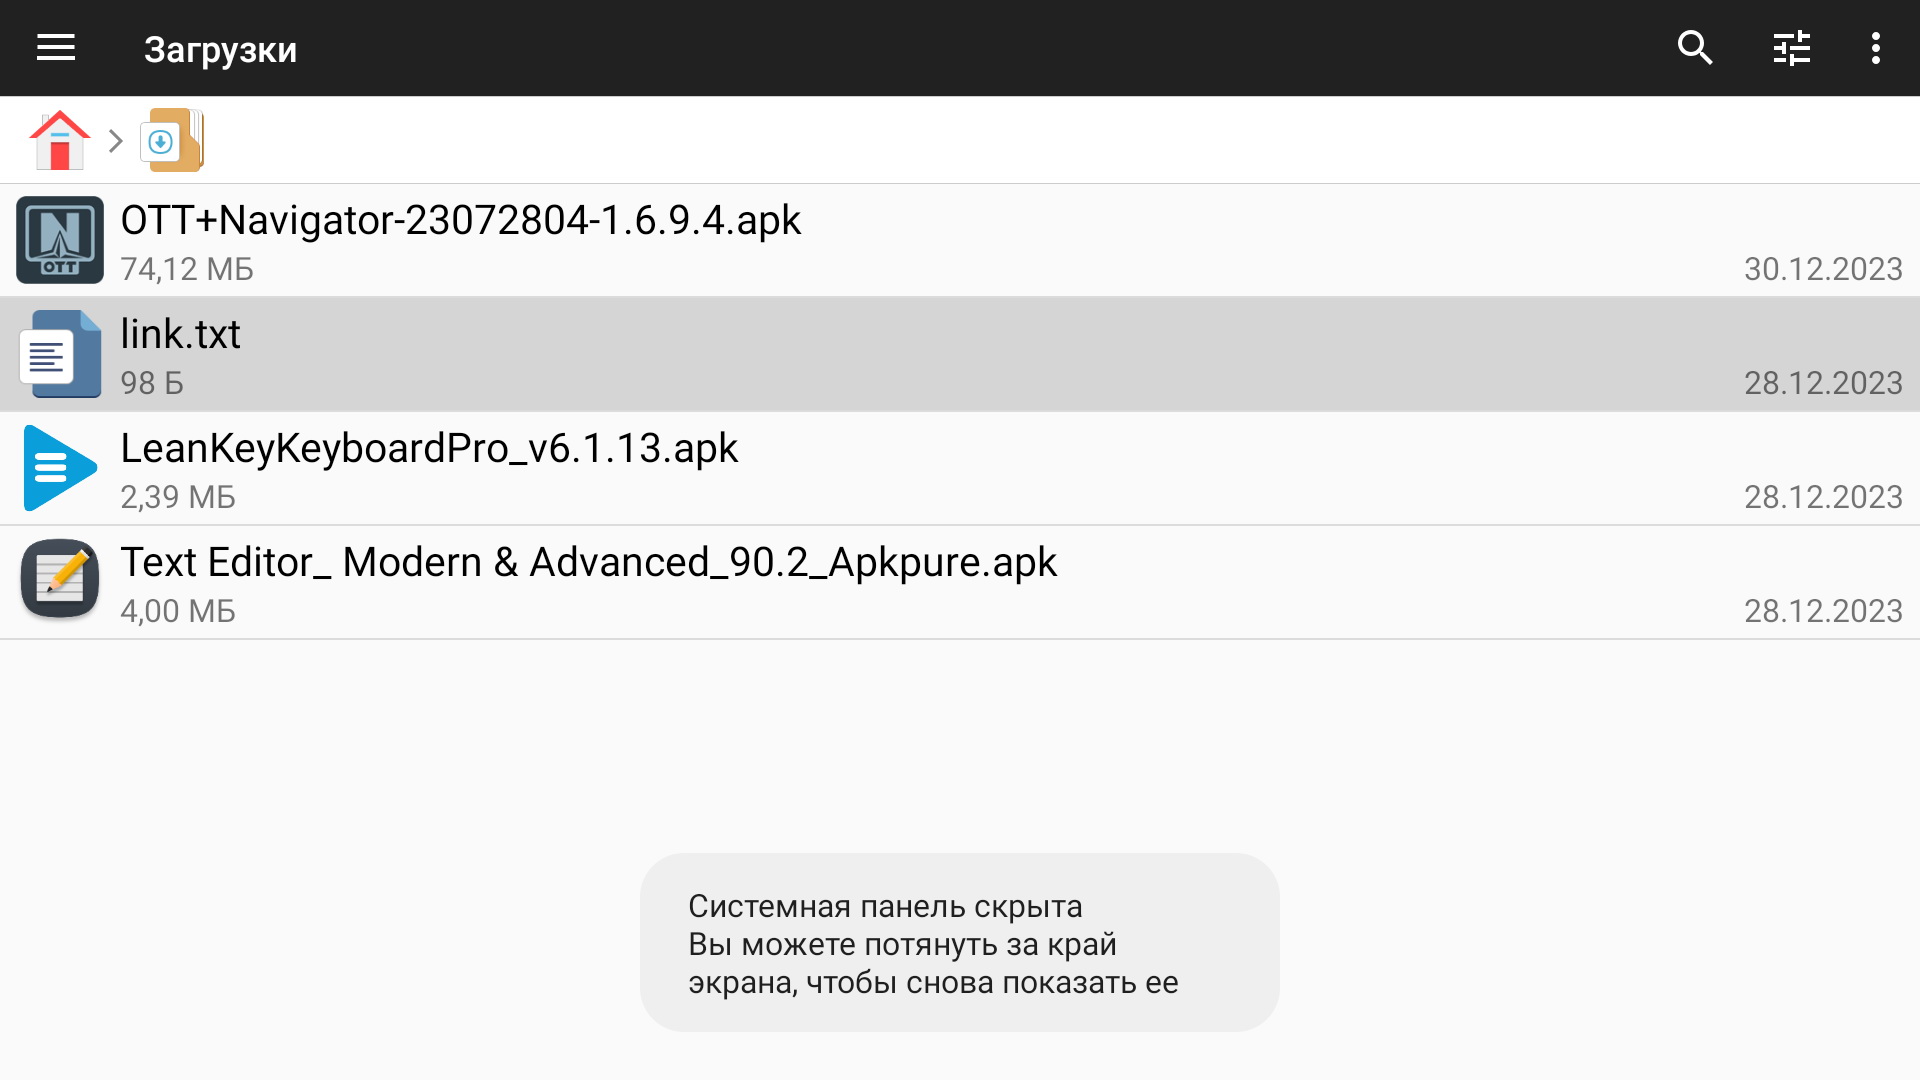 Загрузки
OTT
OTT+Navigator-23072804-1.6.9.4.apk
74,12 МБ
30.12.2023
link.txt
98 Б
28.12.2023
LeanKeyKeyboardPro_v6.1.13.apk
2,39 МБ
28.12.2023
Text Editor_ Modern & Advanced_90.2_Apkpure.apk
4,00 МБ
28.12.2023
Системная панель скрыта
Вы можете потянуть за край
экрана, чтобы снова показать ее